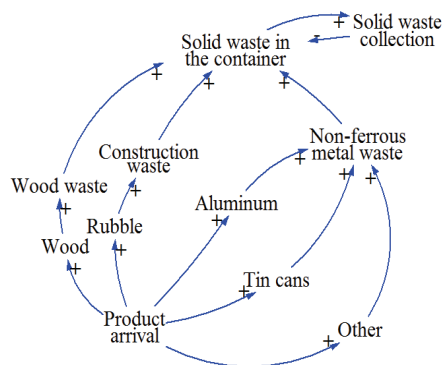 Solid waste
collection
+
-
Solid waste in
the container
+
+
+
Construction
waste
+
Non-ferrous
metal waste
+
+
+
Wood waste
+
Rubble
+
Aluminum
+
Wood
+
Tin cans
+
Product
arrival
Other
+